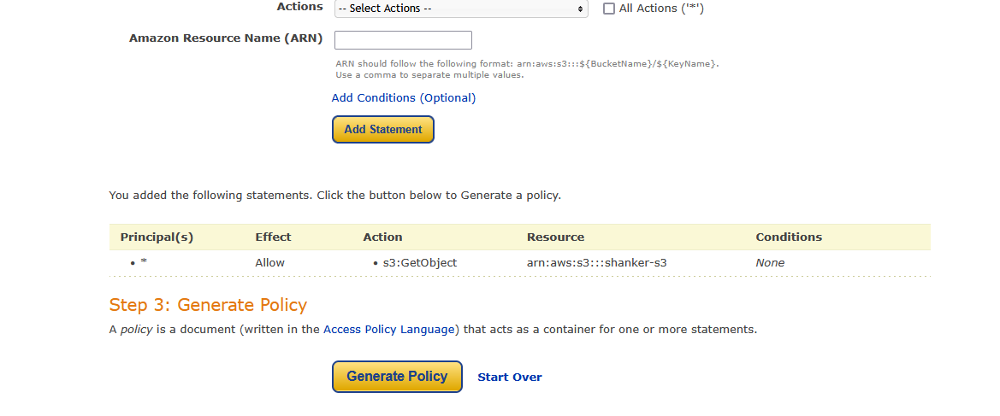 Actions -- Select Actions -- All Actions ('*')
Amazon Resource Name (ARN)
ARN should follow the following format: arn:aws:s3:::${BucketName}/${KeyName}.
Use a comma to separate multiple values.
Add Conditions (Optional)
Add Statement
You added the following statements. Click the button below to Generate a policy.
Principal(s) Effect Action Resource Conditions
• * Allow • s3:GetObject arn:aws:s3:::shanker-s3 None
Step 3: Generate Policy
A policy is a document (written in the Access Policy Language) that acts as a container for one or more statements.
Generate Policy Start Over